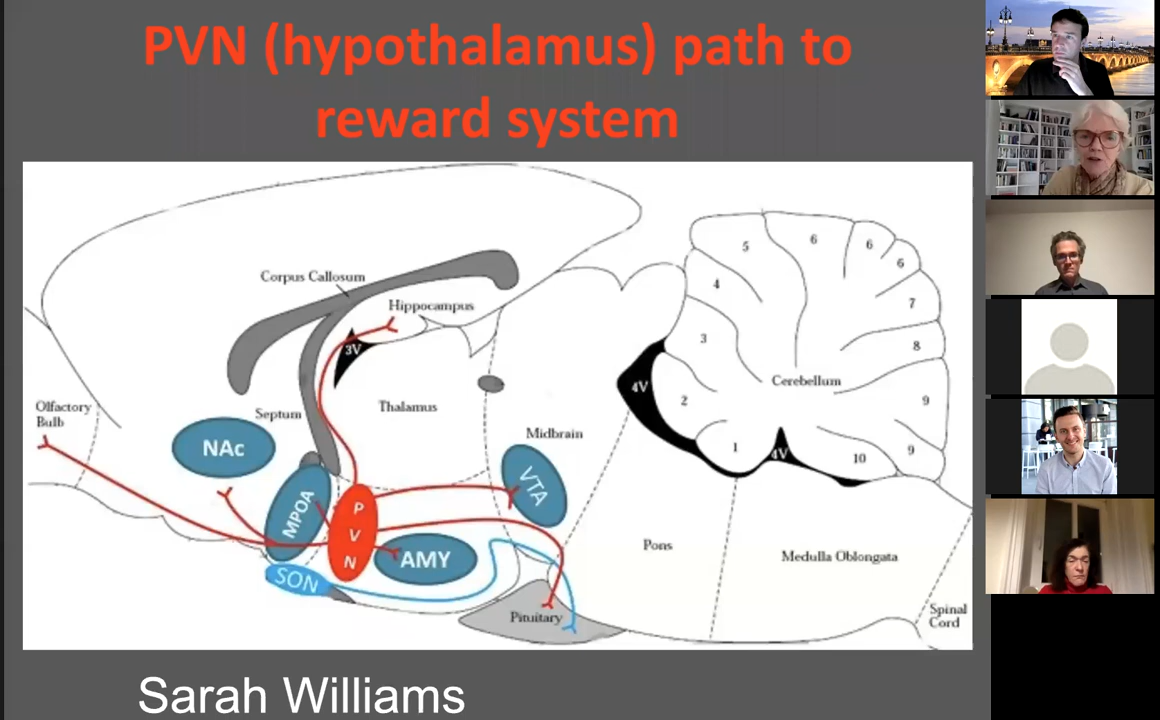 PVN (hypothalamus) path to
reward system
Corpus Callosum
Hippocampus
3V
Olfactory
Bulb
Septum
Thalamus
Midbrain
NAc
MPOA
P
V
N
VTA
AMY
SON
Pituitary
Pons
Medulla Oblongata
Spinal
Cord
Cerebellum
4V
4V
1
2
3
4
5
6
6
6
7
8
9
9
10
Sarah Williams